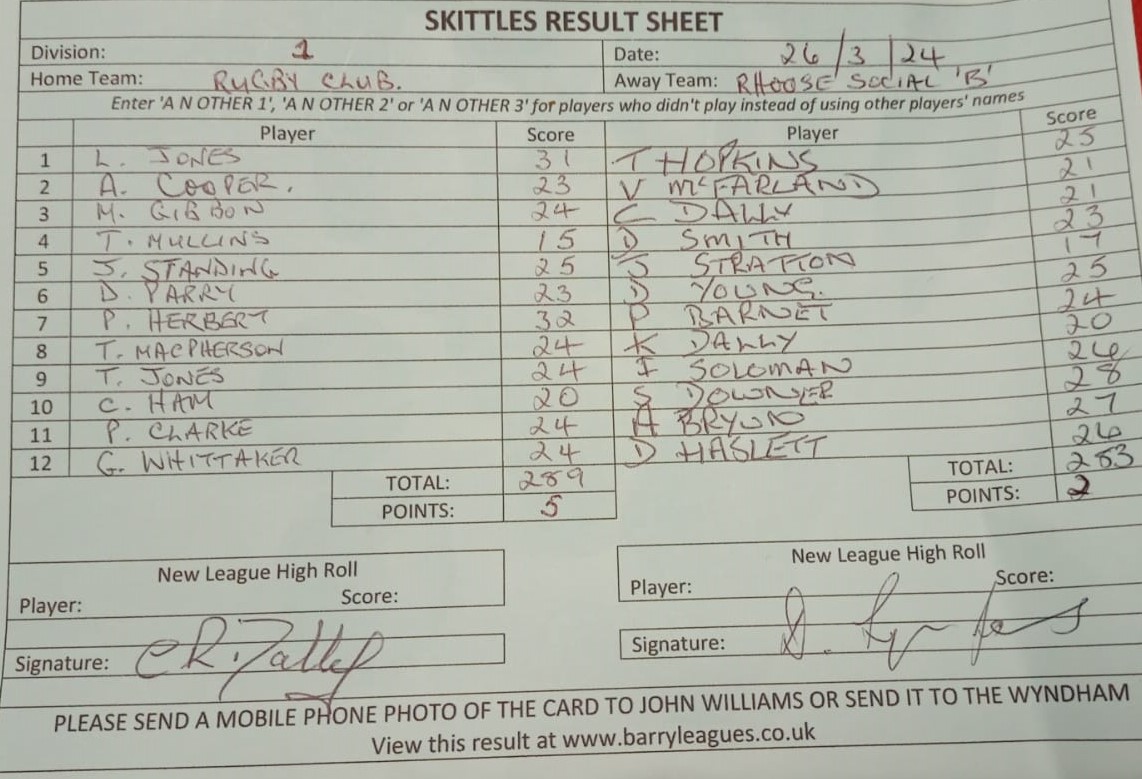 SKITTLES RESULT SHEET
Division: 1 Date: 26/3/24
Home Team: RUGBY CLUB. Away Team: RHOOSE SOCIAL 'B'
Enter 'A N OTHER 1', 'A N OTHER 2' or 'A N OTHER 3' for players who didn't play instead of using other players' names
Player Score Player Score
1 L. JONES 31 T HOPKINS 25
2 A. COOPER. 23 V McFARLAND 21
3 M. GIBBON 24 C DALLY 21
4 T. MULLINS 15 D SMITH 23
5 J. STANDING 25 J STRATTON 17
6 D. PARRY 23 D YOUNG. 25
7 P. HERBERT 32 P BARNET 24
8 T. MACPHERSON 24 K DALLY 20
9 T. JONES 24 I SOLOMAN 26
10 C. HAM 20 S DOWNER 28
11 P. CLARKE 24 A BRYON 27
12 G. WHITTAKER 24 D HASLETT 26
TOTAL: 289 TOTAL: 283
POINTS: 5 POINTS: 2
New League High Roll New League High Roll
Player: Score: Player: Score:
Signature: Signature:
PLEASE SEND A MOBILE PHONE PHOTO OF THE CARD TO JOHN WILLIAMS OR SEND IT TO THE WYNDHAM
View this result at www.barryleagues.co.uk